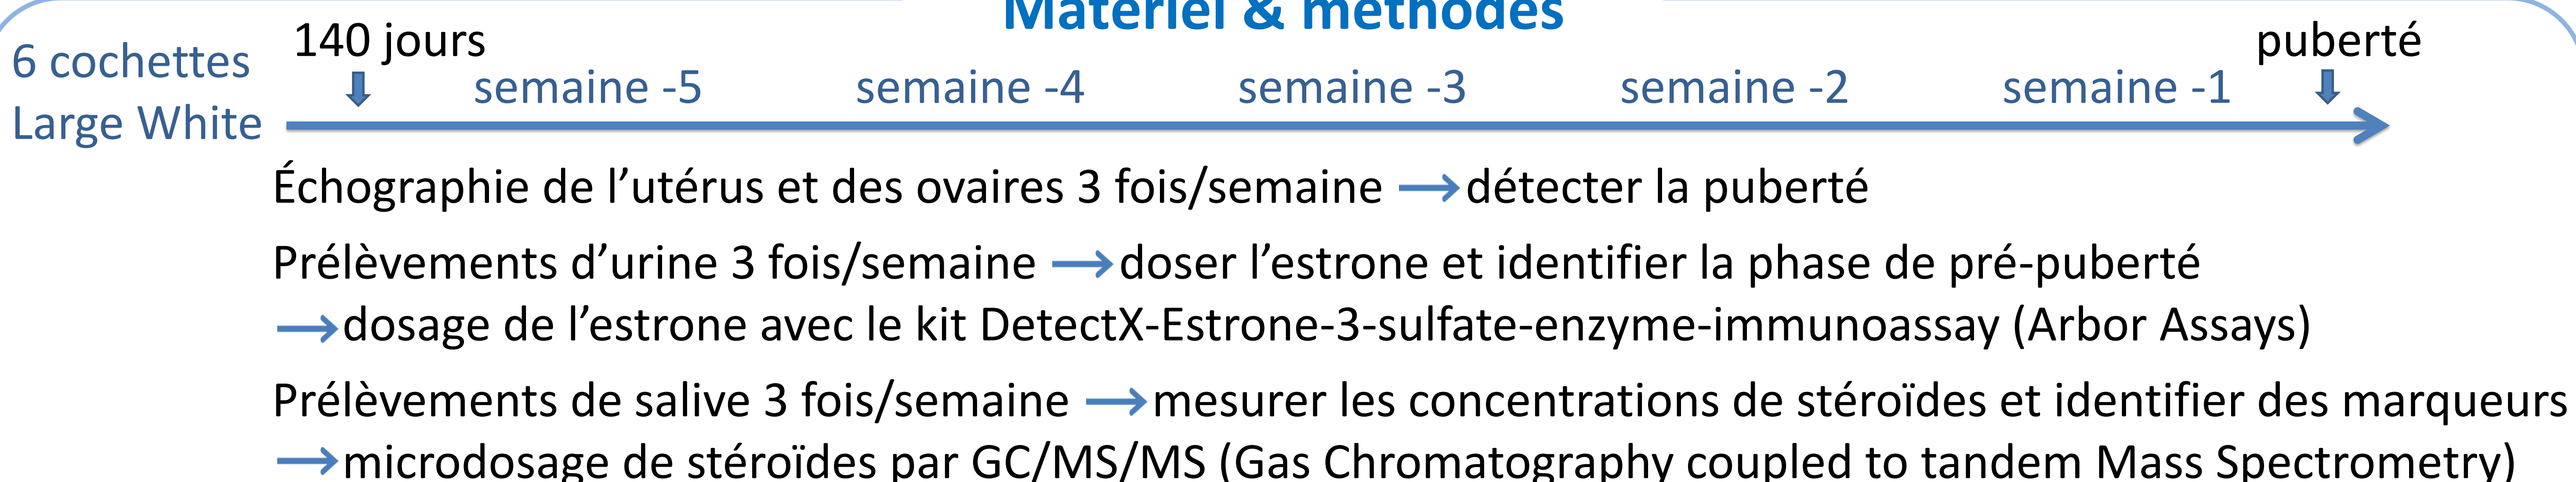 Matériel & méthodes
6 cochettes
Large White
140 jours
semaine -5
semaine -4
semaine -3
semaine -2
semaine -1
puberté
Échographie de l’utérus et des ovaires 3 fois/semaine →détecter la puberté
Prélèvements d’urine 3 fois/semaine →doser l’estrone et identifier la phase de pré-puberté
→dosage de l’estrone avec le kit DetectX-Estrone-3-sulfate-enzyme-immunoassay (Arbor Assays)
Prélèvements de salive 3 fois/semaine →mesurer les concentrations de stéroïdes et identifier des marqueurs
→microdosage de stéroïdes par GC/MS/MS (Gas Chromatography coupled to tandem Mass Spectrometry)